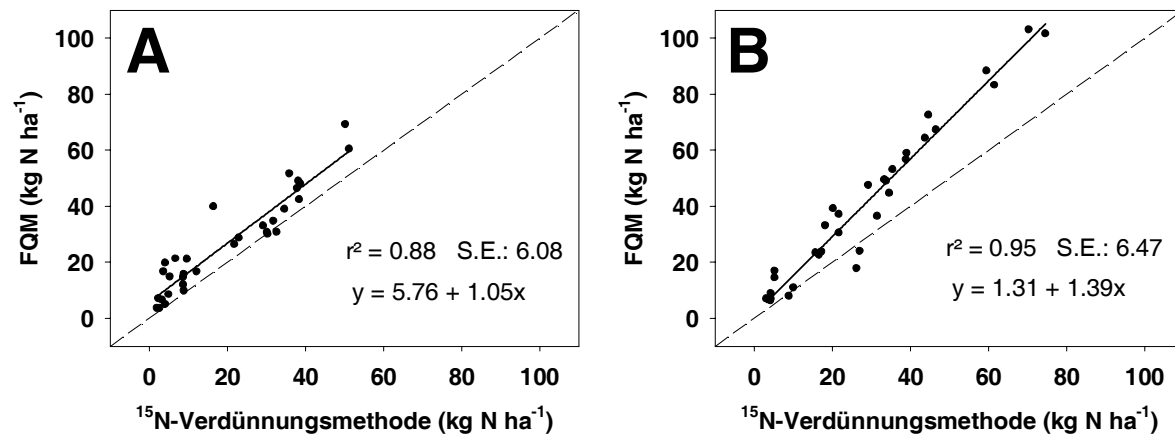 A
FQM (kg N ha⁻¹)
100
80
60
40
20
0
r² = 0.88 S.E.: 6.08
y = 5.76 + 1.05x
0 20 40 60 80 100
¹⁵N-Verdünnungsmethode (kg N ha⁻¹)
B
FQM (kg N ha⁻¹)
100
80
60
40
20
0
r² = 0.95 S.E.: 6.47
y = 1.31 + 1.39x
0 20 40 60 80 100
¹⁵N-Verdünnungsmethode (kg N ha⁻¹)